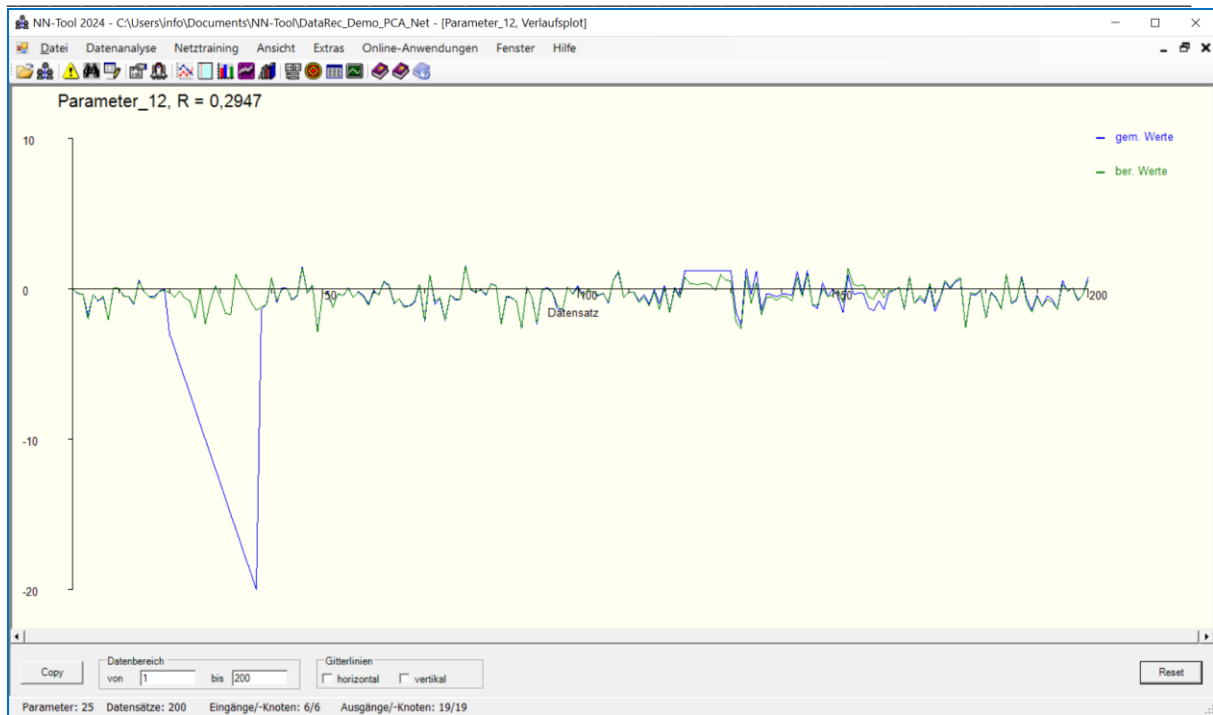 NN-Tool 2024 - C:\Users\info\Documents\NN-Tool\DataRec_Demo_PCA_Net - [Parameter_12, Verlaufsplot]
Datei Datenanalyse Netztraining Ansicht Extras Online-Anwendungen Fenster Hilfe
Parameter_12, R = 0,2947
10
gem. Werte
ber. Werte
0
50
100
150
200
Datensatz
-10
-20
Copy
Datenbereich
von 1 bis 200
Gitterlinien
horizontal vertikal
Reset
Parameter: 25 Datensätze: 200 Eingänge/-Knoten: 6/6 Ausgänge/-Knoten: 19/19